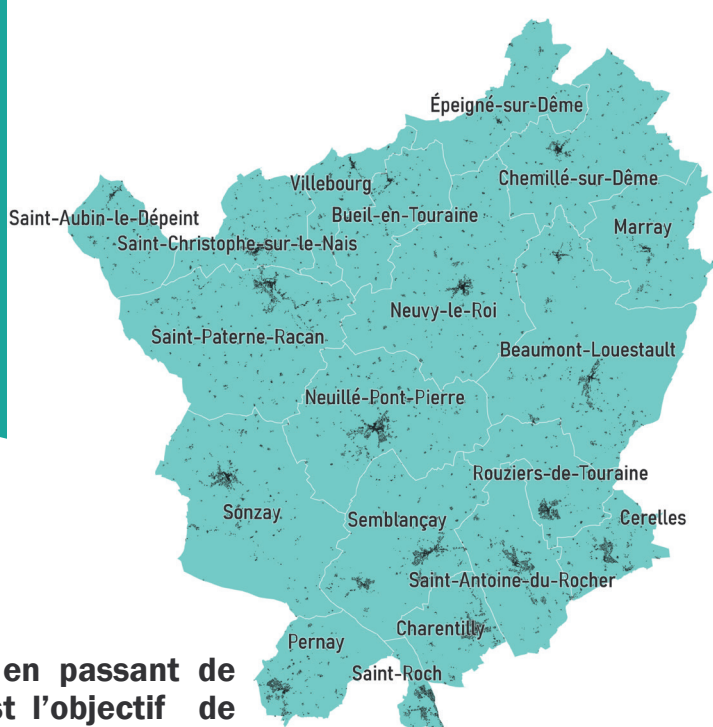 Épeigné-sur-Dême
Villebourg
Chemillé-sur-Dême
Saint-Aubin-le-Dépeint
Bueil-en-Touraine
Marray
Saint-Christophe-sur-le-Nais
Neuvy-le-Roi
Saint-Paterne-Racan
Beaumont-Louestault
Neuillé-Pont-Pierre
Rouziers-de-Touraine
Sonzay
Semblançay
Cerelles
Saint-Antoine-du-Rocher
Charentilly
Pernay
Saint-Roch
en passant de
st l'objectif de